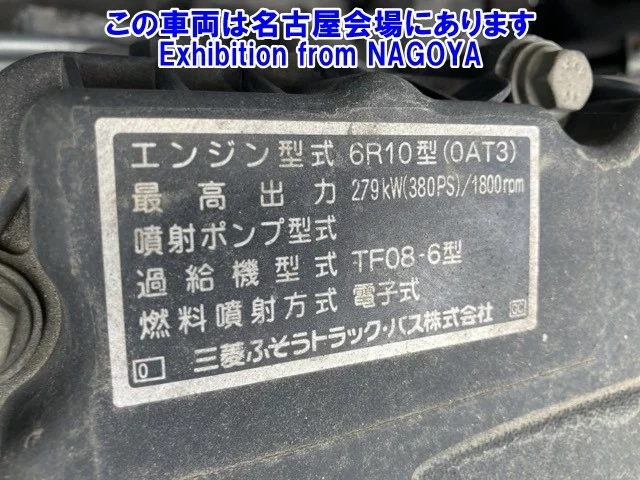 この車両は名古屋会場にあります
Exhibition from NAGOYA
エンジン型式 6R10型(0AT3)
最高出力 279kW(380PS)/1800rpm
噴射ポンプ型式
過給機型式 TF08-6型
燃料噴射方式 電子式
0 三菱ふそうトラック・バス株式会社